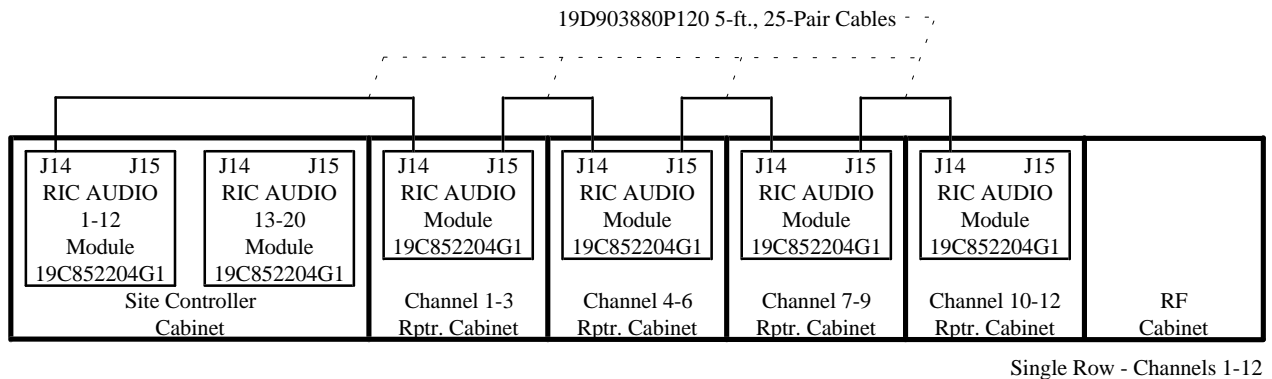 19D903880P120 5-ft., 25-Pair Cables
J14 J15
RIC AUDIO
1-12
Module
19C852204G1
J14 J15
RIC AUDIO
13-20
Module
19C852204G1
Site Controller
Cabinet
J14 J15
RIC AUDIO
Module
19C852204G1
Channel 1-3
Rptr. Cabinet
J14 J15
RIC AUDIO
Module
19C852204G1
Channel 4-6
Rptr. Cabinet
J14 J15
RIC AUDIO
Module
19C852204G1
Channel 7-9
Rptr. Cabinet
J14 J15
RIC AUDIO
Module
19C852204G1
Channel 10-12
Rptr. Cabinet
RF
Cabinet
Single Row - Channels 1-12